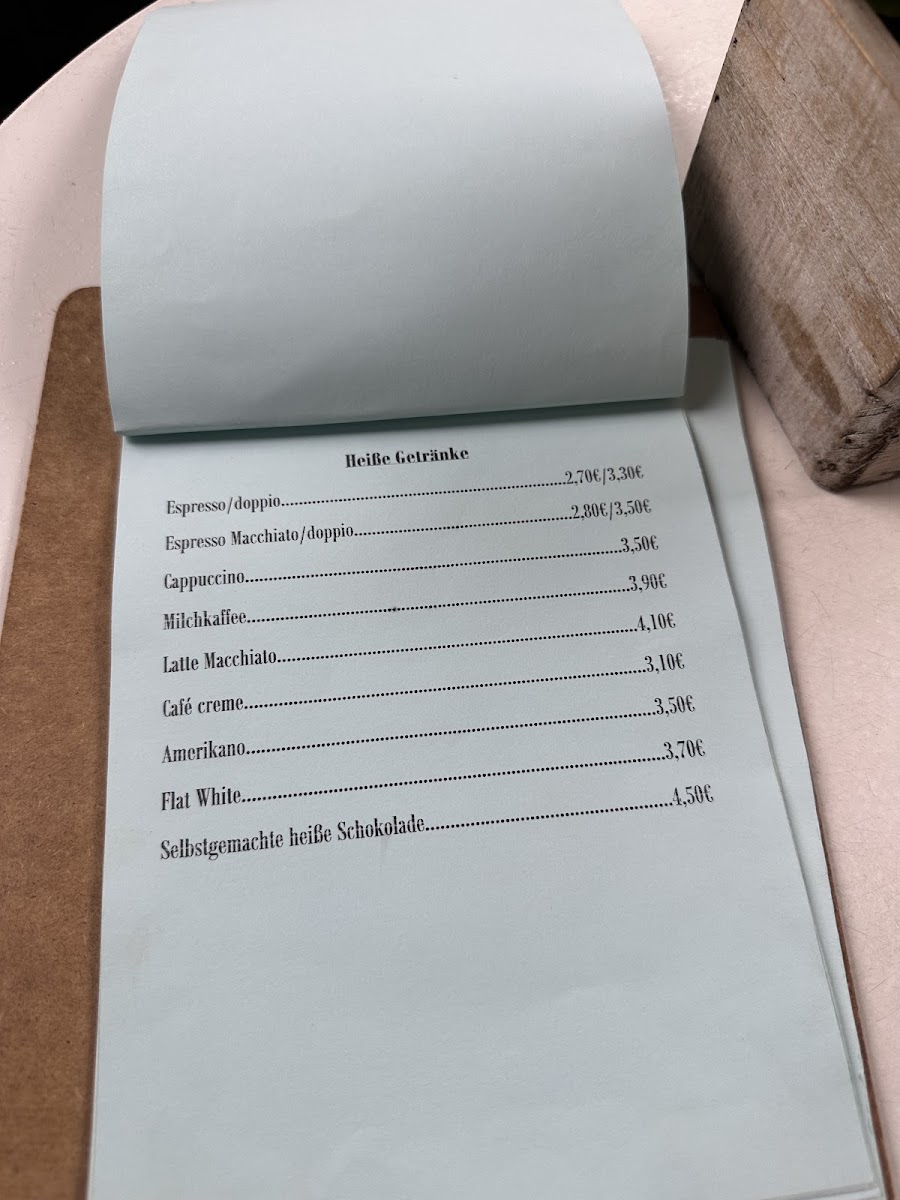 Heiße Getränke
Espresso/doppio........................................................................2,70€/3,30€
Espresso Macchiato/doppio.......................................................2,80€/3,50€
Cappuccino................................................................................................3,50€
Milchkaffee................................................................................................3,90€
Latte Macchiato.........................................................................................4,10€
Café creme.................................................................................................3,10€
Amerikano..................................................................................................3,50€
Flat White...................................................................................................3,70€
Selbstgemachte heiße Schokolade............................................................4,50€